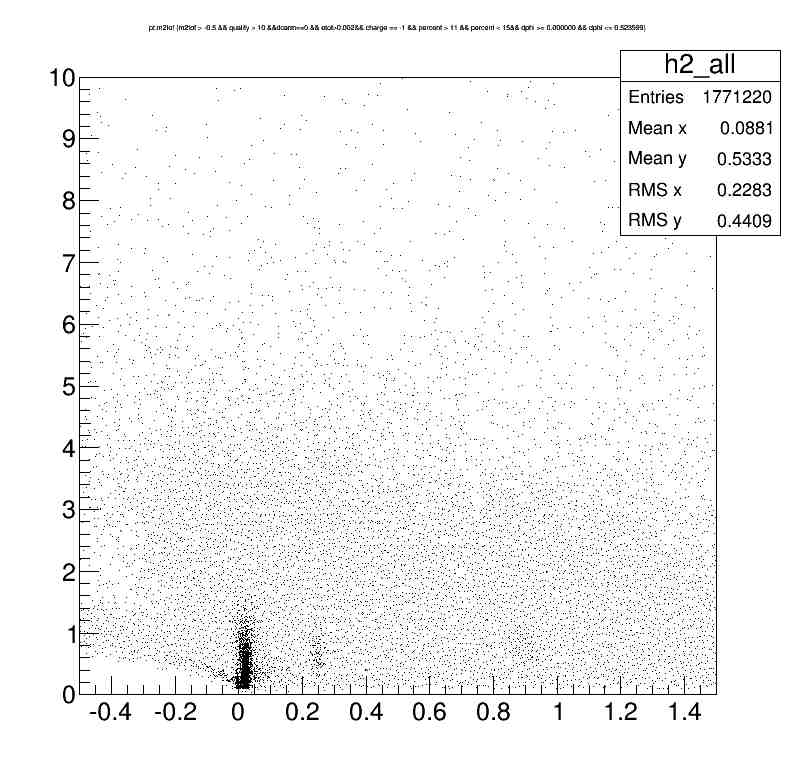 pt:m2tof {m2tof > -0.5 && quality > 10 &&dcarm==0 && etof>0.002&& charge == -1 && percent > 11 && percent < 15&& dphi >= 0.000000 && dphi <= 0.523599}
h2_all
Entries 1771220
Mean x 0.0881
Mean y 0.5333
RMS x 0.2283
RMS y 0.4409
10
9
8
7
6
5
4
3
2
1
0
-0.4 -0.2 0 0.2 0.4 0.6 0.8 1 1.2 1.4